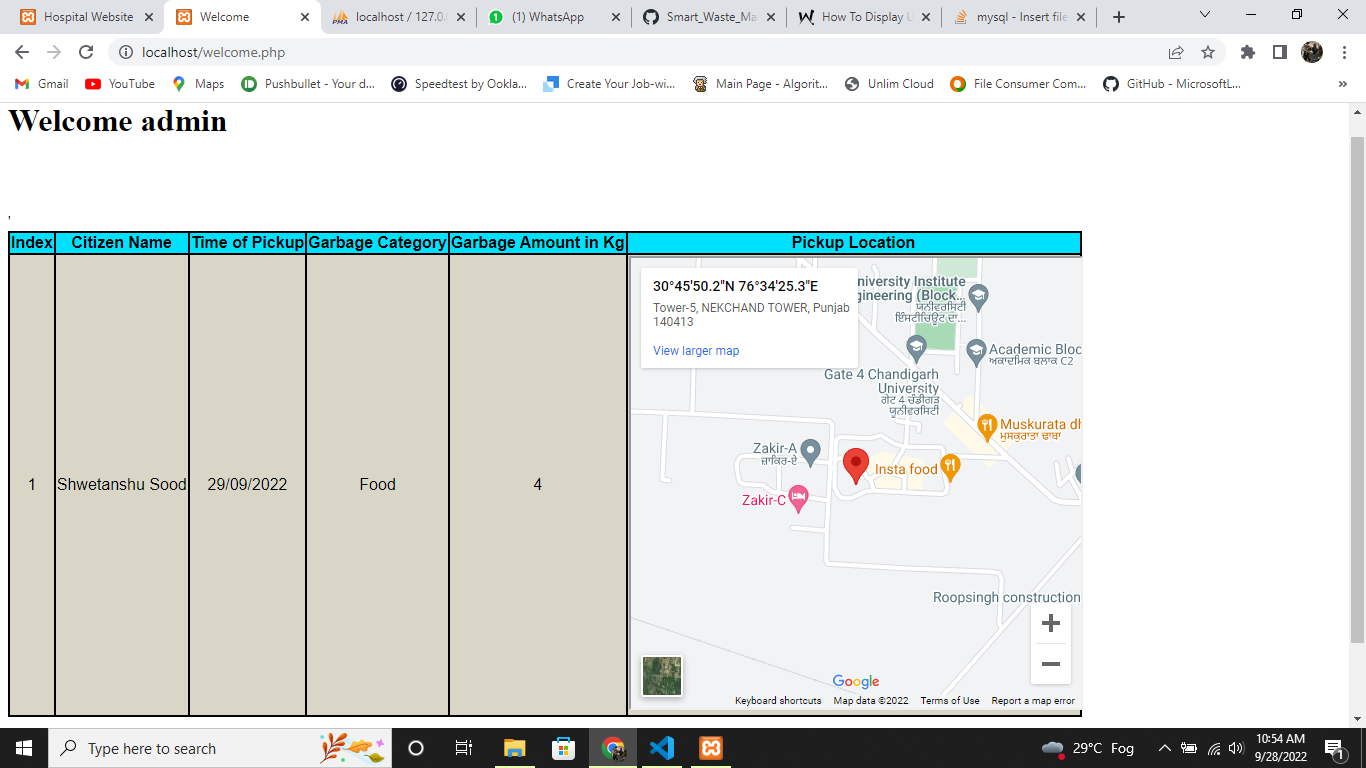 Hospital Website
Welcome
localhost / 127.0.
(1) WhatsApp
Smart_Waste_Ma
How To Display U
mysql - Insert file
localhost/welcome.php
Gmail
YouTube
Maps
Pushbullet - Your d...
Speedtest by Ookla...
Create Your Job-wi...
Main Page - Algorit...
Unlim Cloud
File Consumer Com...
GitHub - MicrosoftL...
»
Welcome admin
,
Index Citizen Name Time of Pickup Garbage Category Garbage Amount in Kg Pickup Location
1 Shwetanshu Sood 29/09/2022 Food 4
30°45'50.2"N 76°34'25.3"E
Tower-5, NEKCHAND TOWER, Punjab
140413
View larger map
niversity Institute
gineering (Block...
ਯੂਨੀਵਰਸਿਟੀ
ਇੰਸਟੀਚਿਊਟ ਦਾ...
Academic Bloc
ਅਕਾਦਮਿਕ ਬਲਾਕ C2
Gate 4 Chandigarh
University
ਗੇਟ 4 ਚੰਡੀਗੜ
ਯੂਨੀਵਰਸਿਟੀ
Muskurata dh
ਮੁਸਕੁਰਾਤਾ ਢਾਬਾ
Zakir-A
ਜ਼ਾਕਿਰ-ਏ
Insta food
Zakir-C
Roopsingh construction
+
−
Google
Keyboard shortcuts
Map data ©2022
Terms of Use
Report a map error
Type here to search
29°C Fog
10:54 AM
9/28/2022
1